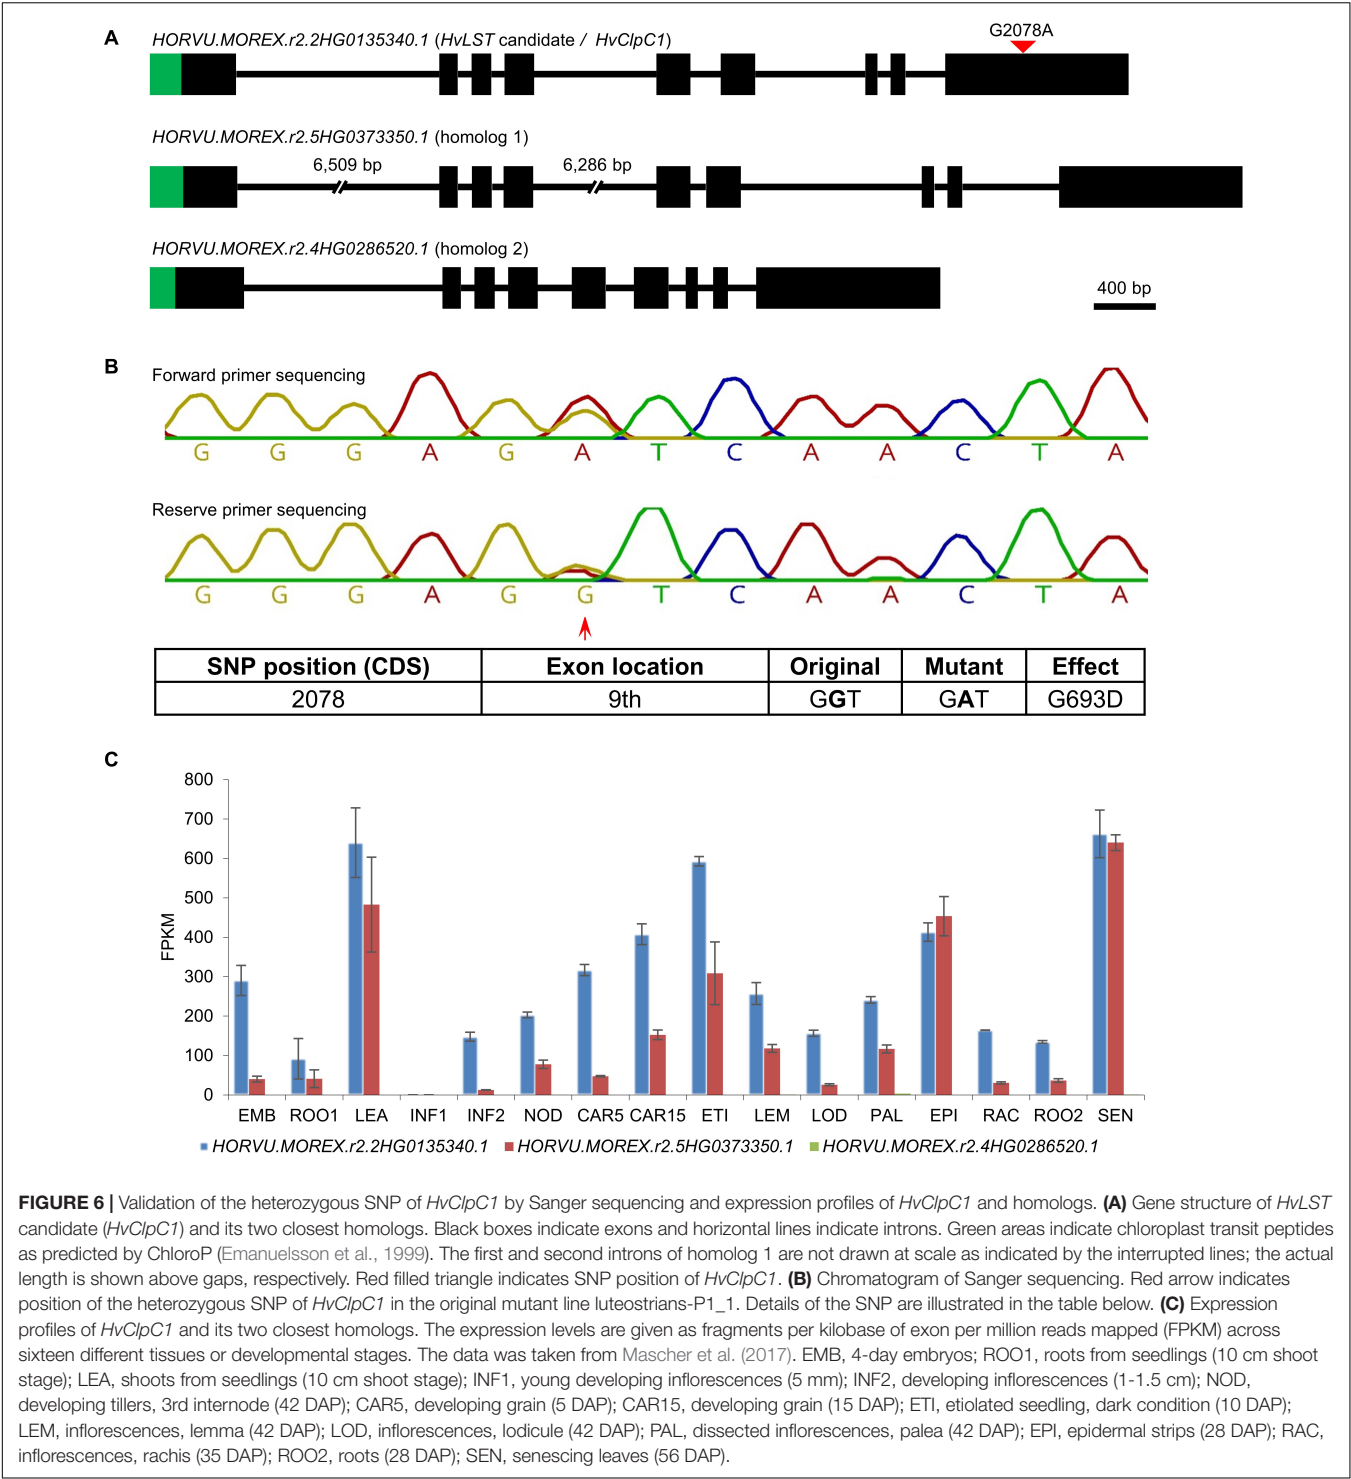 A
HORVU.MOREX.r2.2HG0135340.1 (HvLST candidate / HvClpC1)
G2078A
HORVU.MOREX.r2.5HG0373350.1 (homolog 1)
6,509 bp
6,286 bp
HORVU.MOREX.r2.4HG0286520.1 (homolog 2)
400 bp
B
Forward primer sequencing
G G G A G A T C A A C T A
Reserve primer sequencing
G G G A G G T C A A C T A
SNP position (CDS) Exon location Original Mutant Effect
2078 9th GGT GAT G693D
C
800
700
600
500
400
300
200
100
0
FPKM
EMB ROO1 LEA INF1 INF2 NOD CAR5 CAR15 ETI LEM LOD PAL EPI RAC ROO2 SEN
HORVU.MOREX.r2.2HG0135340.1 HORVU.MOREX.r2.5HG0373350.1 HORVU.MOREX.r2.4HG0286520.1
FIGURE 6 | Validation of the heterozygous SNP of HvClpC1 by Sanger sequencing and expression profiles of HvClpC1 and homologs. (A) Gene structure of HvLST
candidate (HvClpC1) and its two closest homologs. Black boxes indicate exons and horizontal lines indicate introns. Green areas indicate chloroplast transit peptides
as predicted by ChloroP (Emanuelsson et al., 1999). The first and second introns of homolog 1 are not drawn at scale as indicated by the interrupted lines; the actual
length is shown above gaps, respectively. Red filled triangle indicates SNP position of HvClpC1. (B) Chromatogram of Sanger sequencing. Red arrow indicates
position of the heterozygous SNP of HvClpC1 in the original mutant line luteostrians-P1_1. Details of the SNP are illustrated in the table below. (C) Expression
profiles of HvClpC1 and its two closest homologs. The expression levels are given as fragments per kilobase of exon per million reads mapped (FPKM) across
sixteen different tissues or developmental stages. The data was taken from Mascher et al. (2017). EMB, 4-day embryos; ROO1, roots from seedlings (10 cm shoot
stage); LEA, shoots from seedlings (10 cm shoot stage); INF1, young developing inflorescences (5 mm); INF2, developing inflorescences (1-1.5 cm); NOD,
developing tillers, 3rd internode (42 DAP); CAR5, developing grain (5 DAP); CAR15, developing grain (15 DAP); ETI, etiolated seedling, dark condition (10 DAP);
LEM, inflorescences, lemma (42 DAP); LOD, inflorescences, lodicule (42 DAP); PAL, dissected inflorescences, palea (42 DAP); EPI, epidermal strips (28 DAP); RAC,
inflorescences, rachis (35 DAP); ROO2, roots (28 DAP); SEN, senescing leaves (56 DAP).